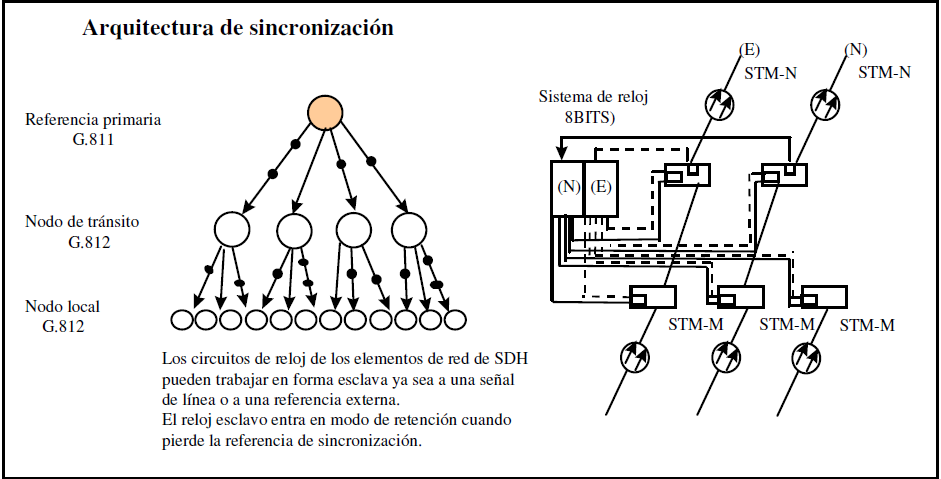 Arquitectura de sincronización
Referencia primaria
G.811
Nodo de tránsito
G.812
Nodo local
G.812
Los circuitos de reloj de los elementos de red de SDH
pueden trabajar en forma esclava ya sea a una señal
de línea o a una referencia externa.
El reloj esclavo entra en modo de retención cuando
pierde la referencia de sincronización.
(E)
STM-N
(N)
STM-N
Sistema de reloj
8BITS)
(N)
(E)
STM-M
STM-M
STM-M